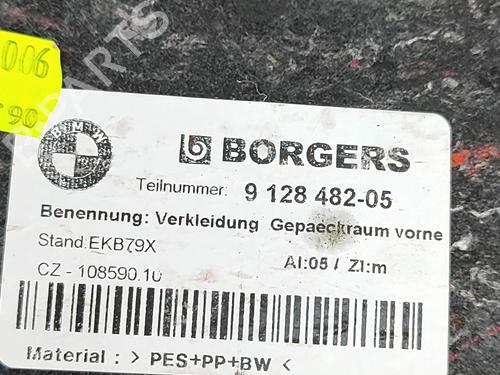 006
90
BMW
BORGERS
Teilnummer: 9 128 482-05
Benennung: Verkleidung Gepaeckraum vorne
Stand:EKB79X
AI:05 / ZI:m
CZ - 108590.10
Material : > PES+PP+BW <